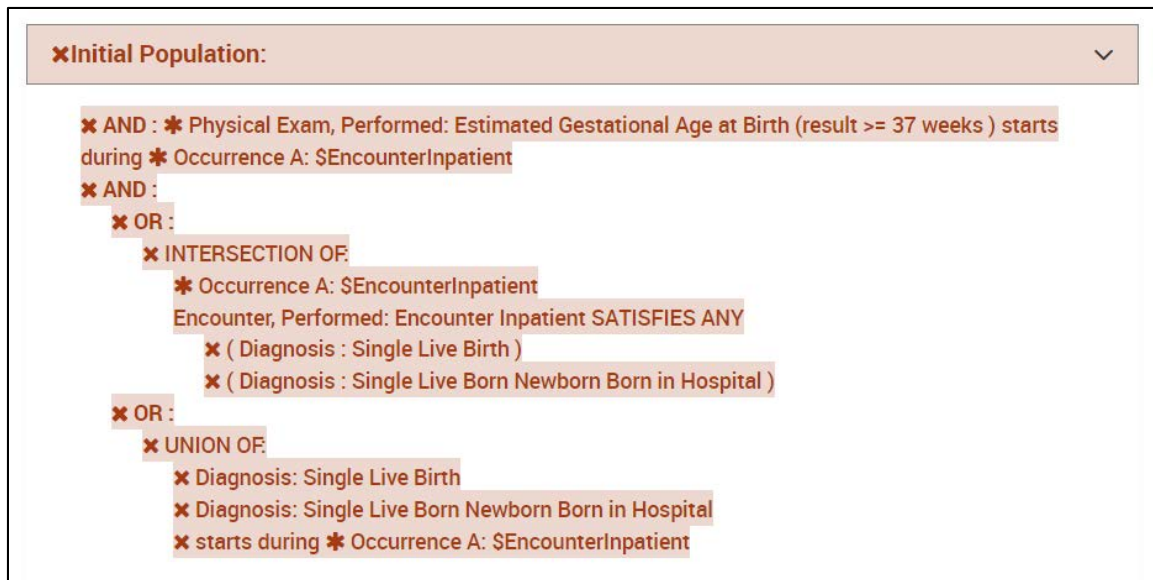 ✖Initial Population:
✖ AND : ✱ Physical Exam, Performed: Estimated Gestational Age at Birth (result >= 37 weeks ) starts
during ✱ Occurrence A: $EncounterInpatient
✖ AND :
✖ OR :
✖ INTERSECTION OF:
✱ Occurrence A: $EncounterInpatient
Encounter, Performed: Encounter Inpatient SATISFIES ANY
✖ ( Diagnosis : Single Live Birth )
✖ ( Diagnosis : Single Live Born Newborn Born in Hospital )
✖ OR :
✖ UNION OF:
✖ Diagnosis: Single Live Birth
✖ Diagnosis: Single Live Born Newborn Born in Hospital
✖ starts during ✱ Occurrence A: $EncounterInpatient